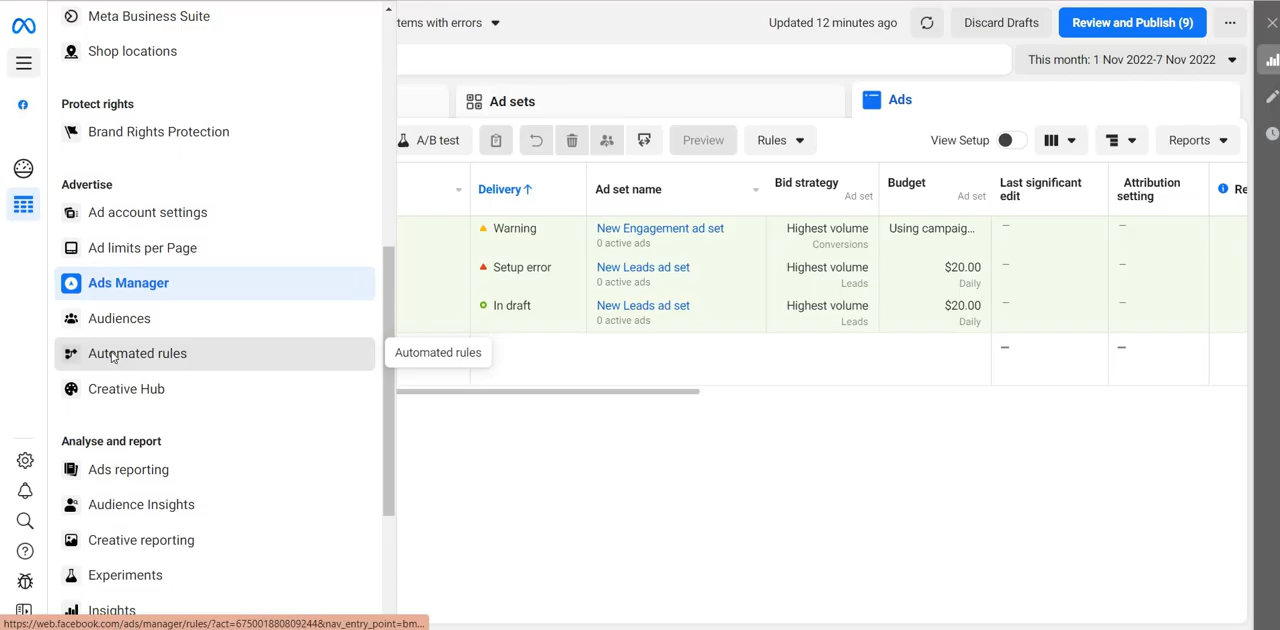 Meta Business Suite
Shop locations
Protect rights
Brand Rights Protection
Advertise
Ad account settings
Ad limits per Page
Ads Manager
Audiences
Automated rules
Creative Hub
Analyse and report
Ads reporting
Audience Insights
Creative reporting
Experiments
Insights
https://web.facebook.com/ads/manager/rules/?act=675001880809244&nav_entry_point=bm...
Automated rules
tems with errors
Updated 12 minutes ago
Discard Drafts
Review and Publish (9)
This month: 1 Nov 2022-7 Nov 2022
Ad sets
Ads
A/B test
Preview
Rules
View Setup
Reports
Delivery↑
Ad set name
Bid strategy
Ad set
Budget
Ad set
Last significant
edit
Attribution
setting
Re
Warning
New Engagement ad set
0 active ads
Highest volume
Conversions
Using campaig...
—
—
Setup error
New Leads ad set
0 active ads
Highest volume
Leads
$20.00
Daily
—
—
In draft
New Leads ad set
0 active ads
Highest volume
Leads
$20.00
Daily
—
—
—
—